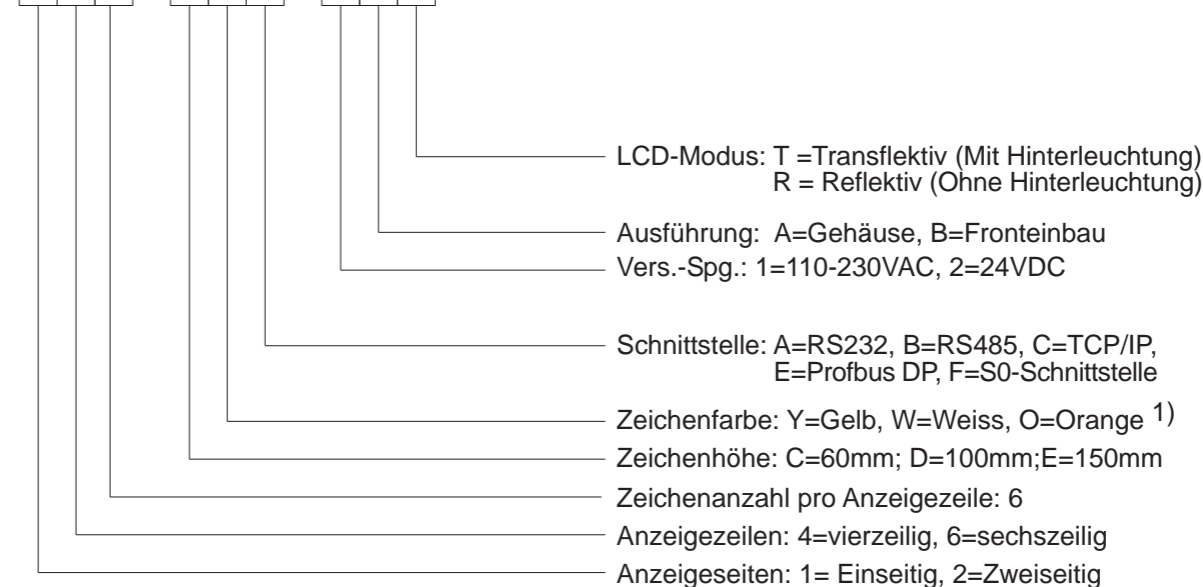 LCD-Modus: T =Transflektiv (Mit Hinterleuchtung)
R = Reflektiv (Ohne Hinterleuchtung)
Ausführung: A=Gehäuse, B=Fronteinbau
Vers.-Spg.: 1=110-230VAC, 2=24VDC
Schnittstelle: A=RS232, B=RS485, C=TCP/IP,
E=Profbus DP, F=S0-Schnittstelle
Zeichenfarbe: Y=Gelb, W=Weiss, O=Orange 1)
Zeichenhöhe: C=60mm; D=100mm;E=150mm
Zeichenanzahl pro Anzeigezeile: 6
Anzeigezeilen: 4=vierzeilig, 6=sechszeilig
Anzeigeseiten: 1= Einseitig, 2=Zweiseitig